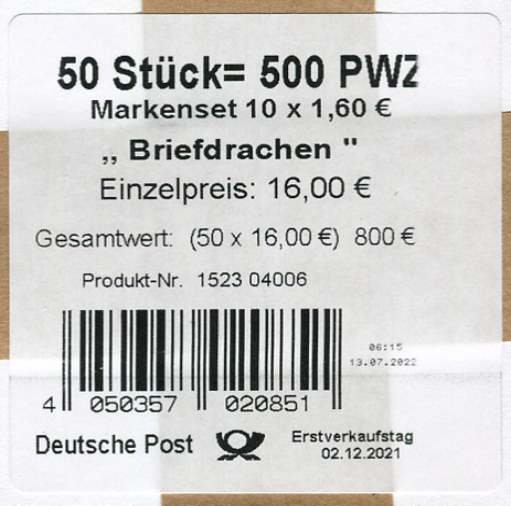 50 Stück= 500 PWZ
Markenset 10 x 1,60 €
„ Briefdrachen "
Einzelpreis: 16,00 €
Gesamtwert: (50 x 16,00 €) 800 €
Produkt-Nr. 1523 04006
06:15
13.07.2022
4 050357 020851
Deutsche Post
Erstverkaufstag
02.12.2021